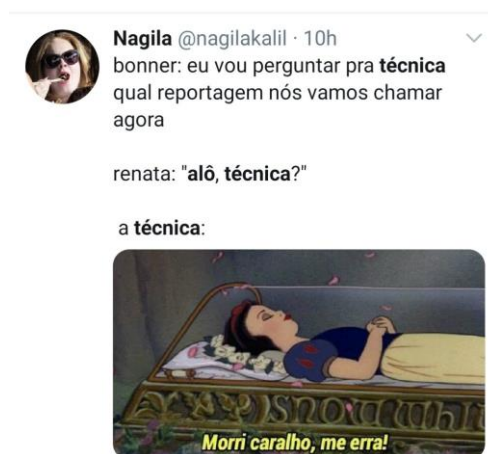 Nagila @nagilakalil · 10h
bonner: eu vou perguntar pra técnica
qual reportagem nós vamos chamar
agora
renata: "alô, técnica?"
a técnica:
Morri caralho, me erra!